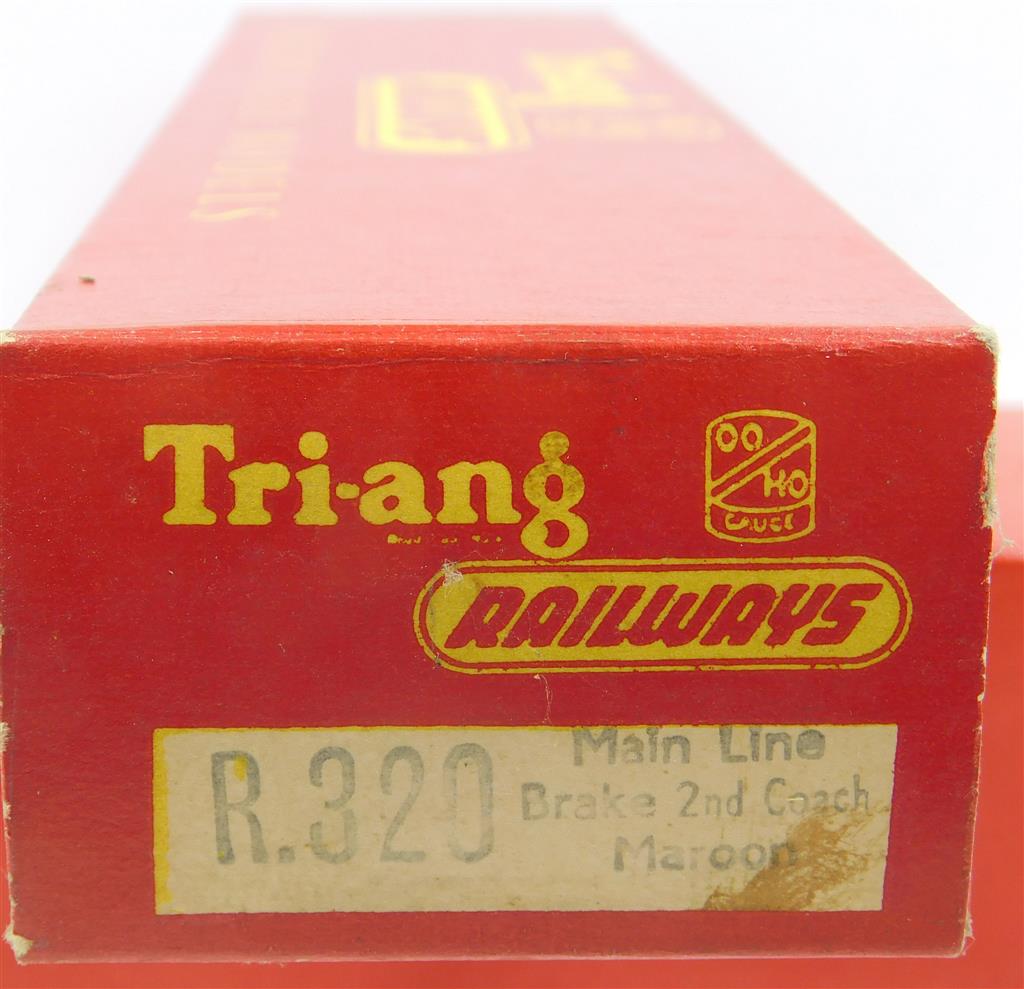 Tri-ang
OO
HO
GAUGE
RAILWAYS
R.320
Main Line
Brake 2nd Coach
Maroon